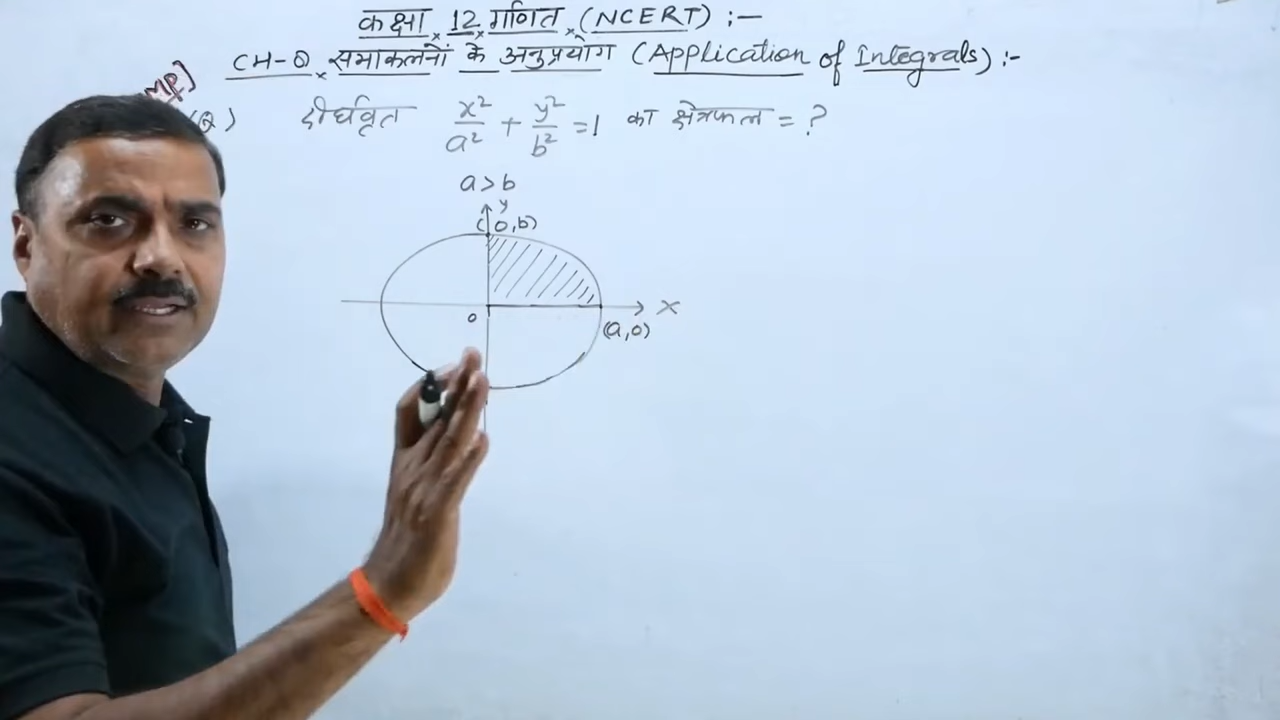 कक्षा 12 गणित (NCERT) :-
CH-8 समाकलनों के अनुप्रयोग (Application of Integrals) :-
MP]
(Q) दीर्घवृत x²/a² + y²/b² = 1 का क्षेत्रफल = ?
a > b
y
(0,b)
x
0
(a,0)